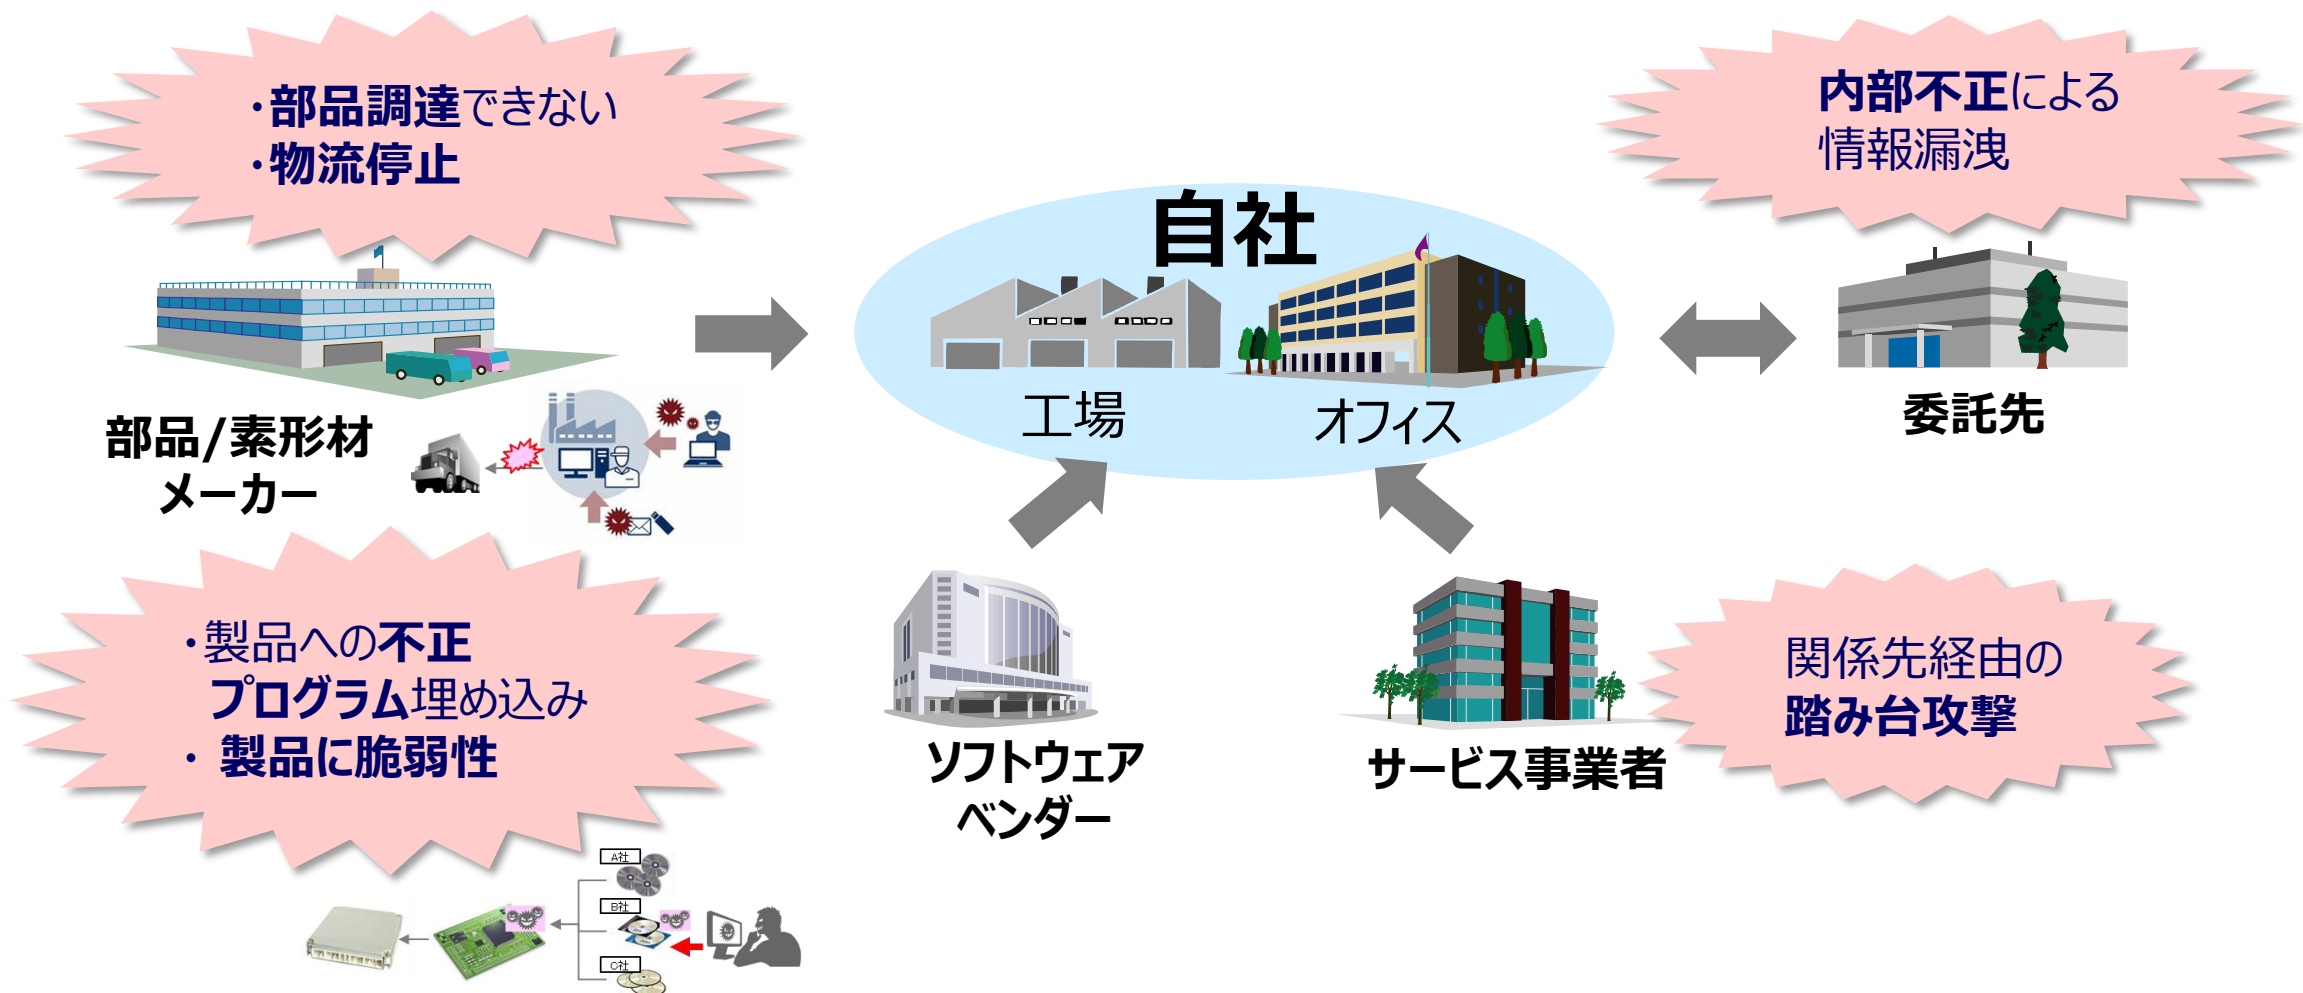 ・部品調達できない
・物流停止
内部不正による
情報漏洩
自社
工場
オフィス
部品/素形材
メーカー
委託先
・製品への不正
プログラム埋め込み
・ 製品に脆弱性
ソフトウェア
ベンダー
サービス事業者
関係先経由の
踏み台攻撃
A社
B社
C社